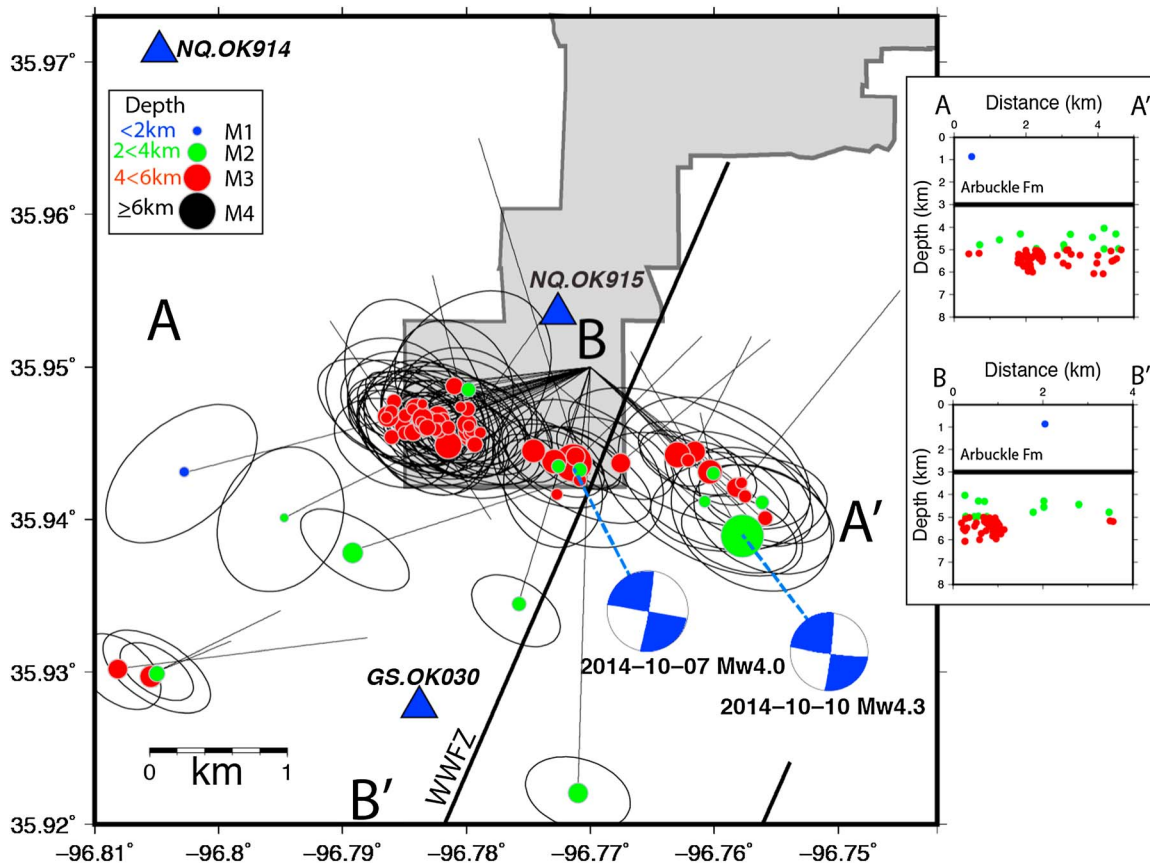 35.97°
35.96°
35.95°
35.94°
35.93°
35.92°
−96.81°
−96.8°
−96.79°
−96.78°
−96.77°
−96.76°
−96.75°
NQ.OK914
Depth
<2km M1
2<4km M2
4<6km M3
≥6km M4
NQ.OK915
A
B
A'
GS.OK030
WWFZ
B'
km
0 1
2014−10−07 Mw4.0
2014−10−10 Mw4.3
A Distance (km) A'
0 2 4
Depth (km)
0
1
2
Arbuckle Fm
3
4
5
6
7
8
B Distance (km) B'
0 2 4
Depth (km)
0
1
2
Arbuckle Fm
3
4
5
6
7
8